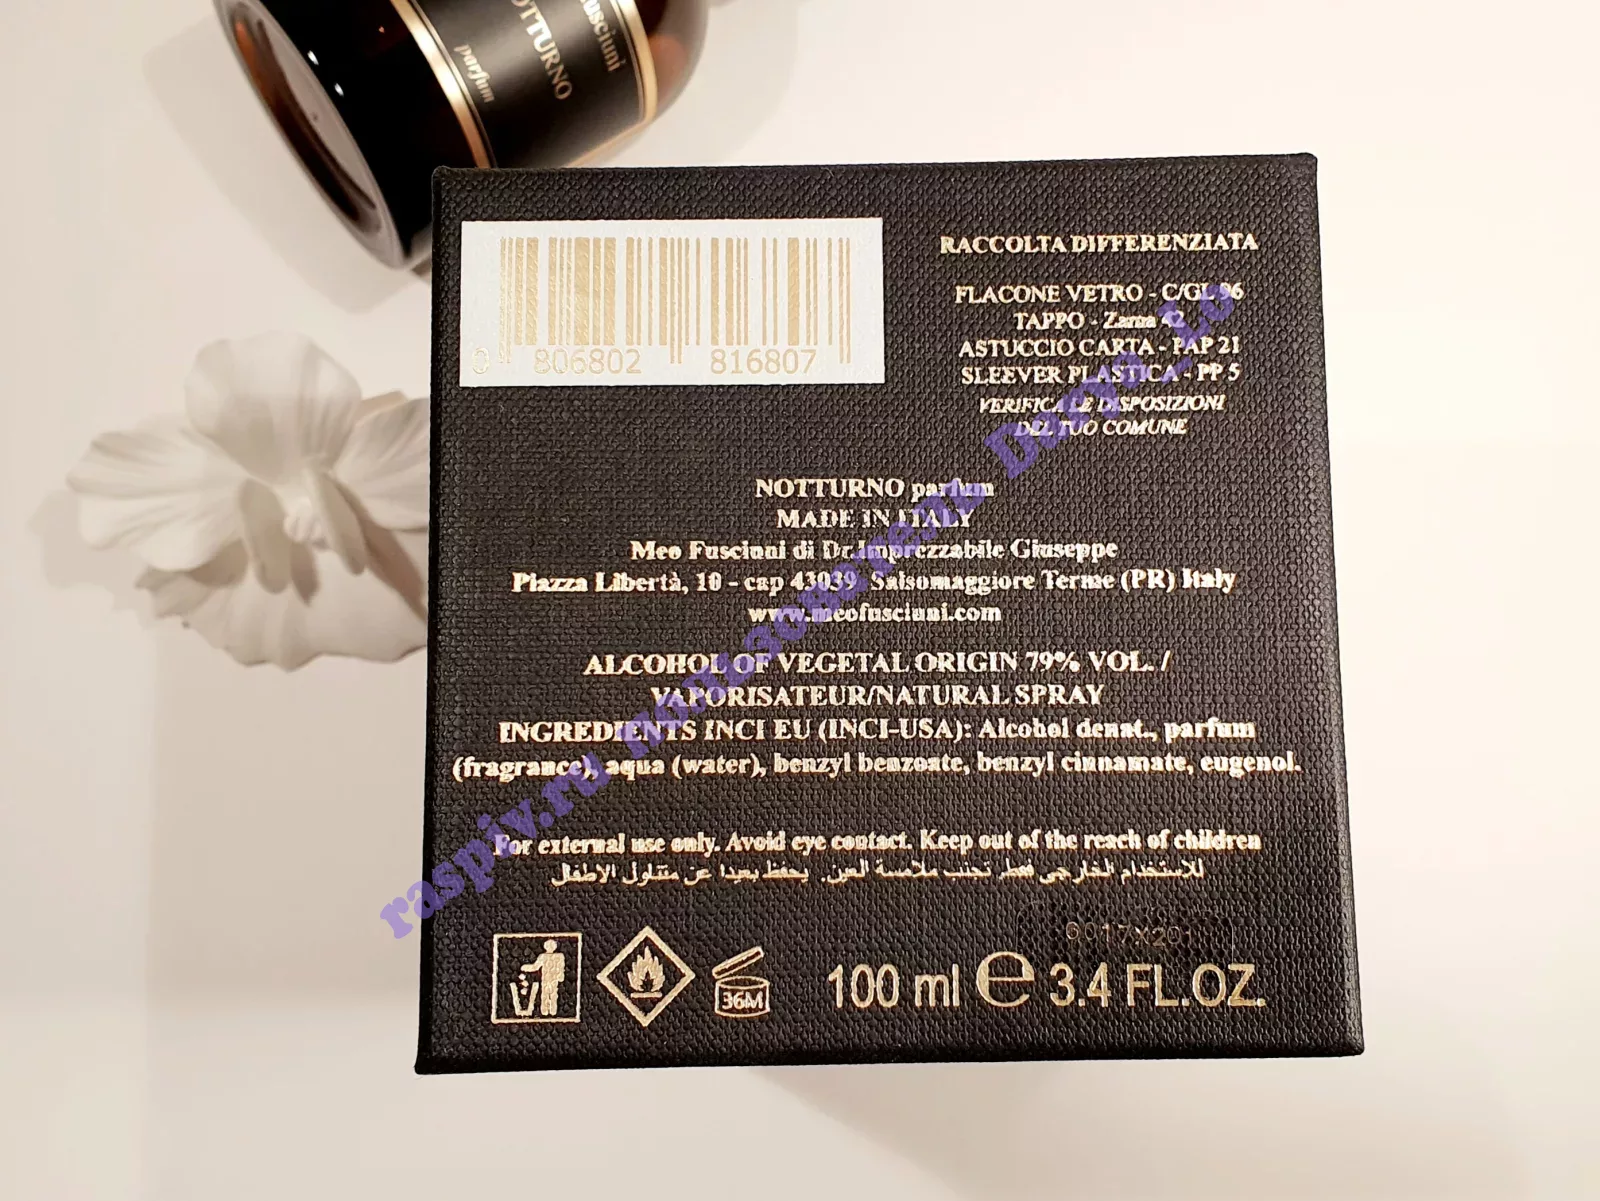 fusciuni
OTTURNO
parfum
0 806802 816807
RACCOLTA DIFFERENZIATA
FLACONE VETRO - C/GL 96
TAPPO - Zama 42
ASTUCCIO CARTA - PAP 21
SLEEVER PLASTICA - PP 5
VERIFICA LE DISPOSIZIONI
DEL TUO COMUNE
NOTTURNO parfum
MADE IN ITALY
Meo Fusciuni di Dr.Imprezzabile Giuseppe
Piazza Libertà, 10 - cap 43039 Salsomaggiore Terme (PR) Italy
www.meofusciuni.com
ALCOHOL OF VEGETAL ORIGIN 79% VOL. /
VAPORISATEUR/NATURAL SPRAY
INGREDIENTS INCI EU (INCI-USA): Alcohol denat., parfum
(fragrance), aqua (water), benzyl benzoate, benzyl cinnamate, eugenol.
For external use only. Avoid eye contact. Keep out of the reach of children
للاستخدام الخارجي فقط تجنب ملامسة العين. يحفظ بعيدا عن متناول الاطفال
36M
100 ml e 3.4 FL.OZ.
raspiv.ru